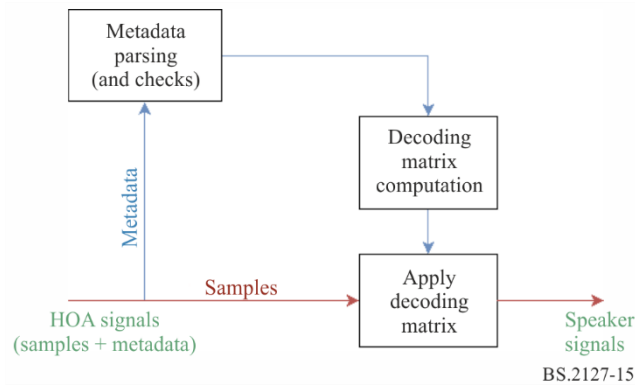 Metadata
parsing
(and checks)
Decoding
matrix
computation
Metadata
Samples
Apply
decoding
matrix
HOA signals
(samples + metadata)
Speaker
signals
BS.2127-15